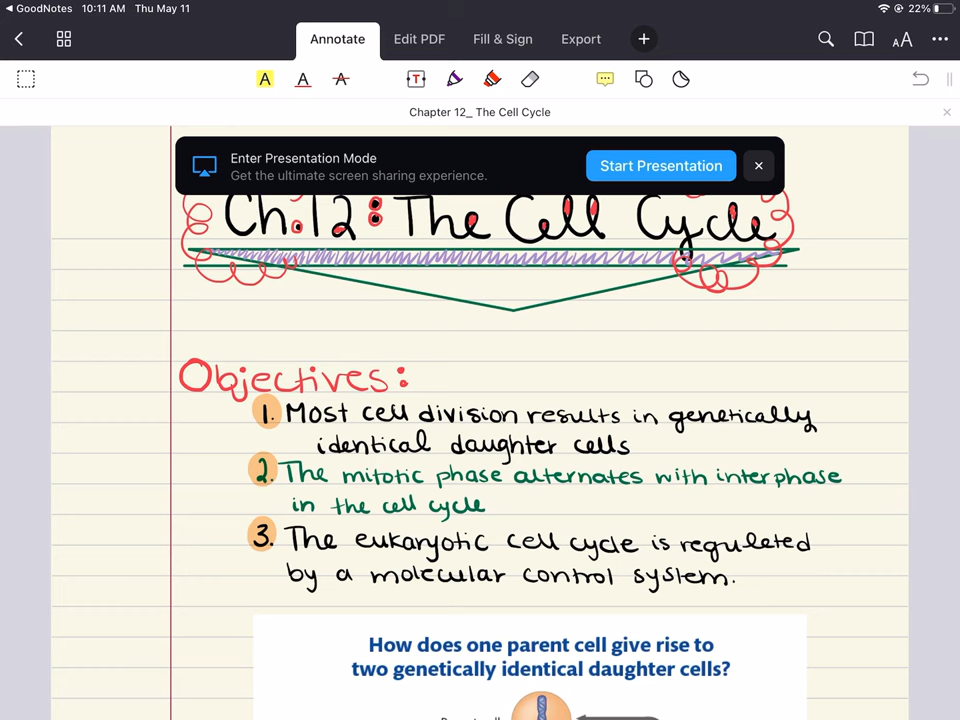 GoodNotes 10:11 AM Thu May 11 22%
Annotate Edit PDF Fill & Sign Export + AA
A A A T
Chapter 12_ The Cell Cycle ×
Enter Presentation Mode
Get the ultimate screen sharing experience.
Start Presentation ×
Ch. 12: The Cell Cycle
Objectives:
1. Most cell division results in genetically
identical daughter cells
2. The mitotic phase alternates with interphase
in the cell cycle
3. The eukaryotic cell cycle is regulated
by a molecular control system.
How does one parent cell give rise to
two genetically identical daughter cells?